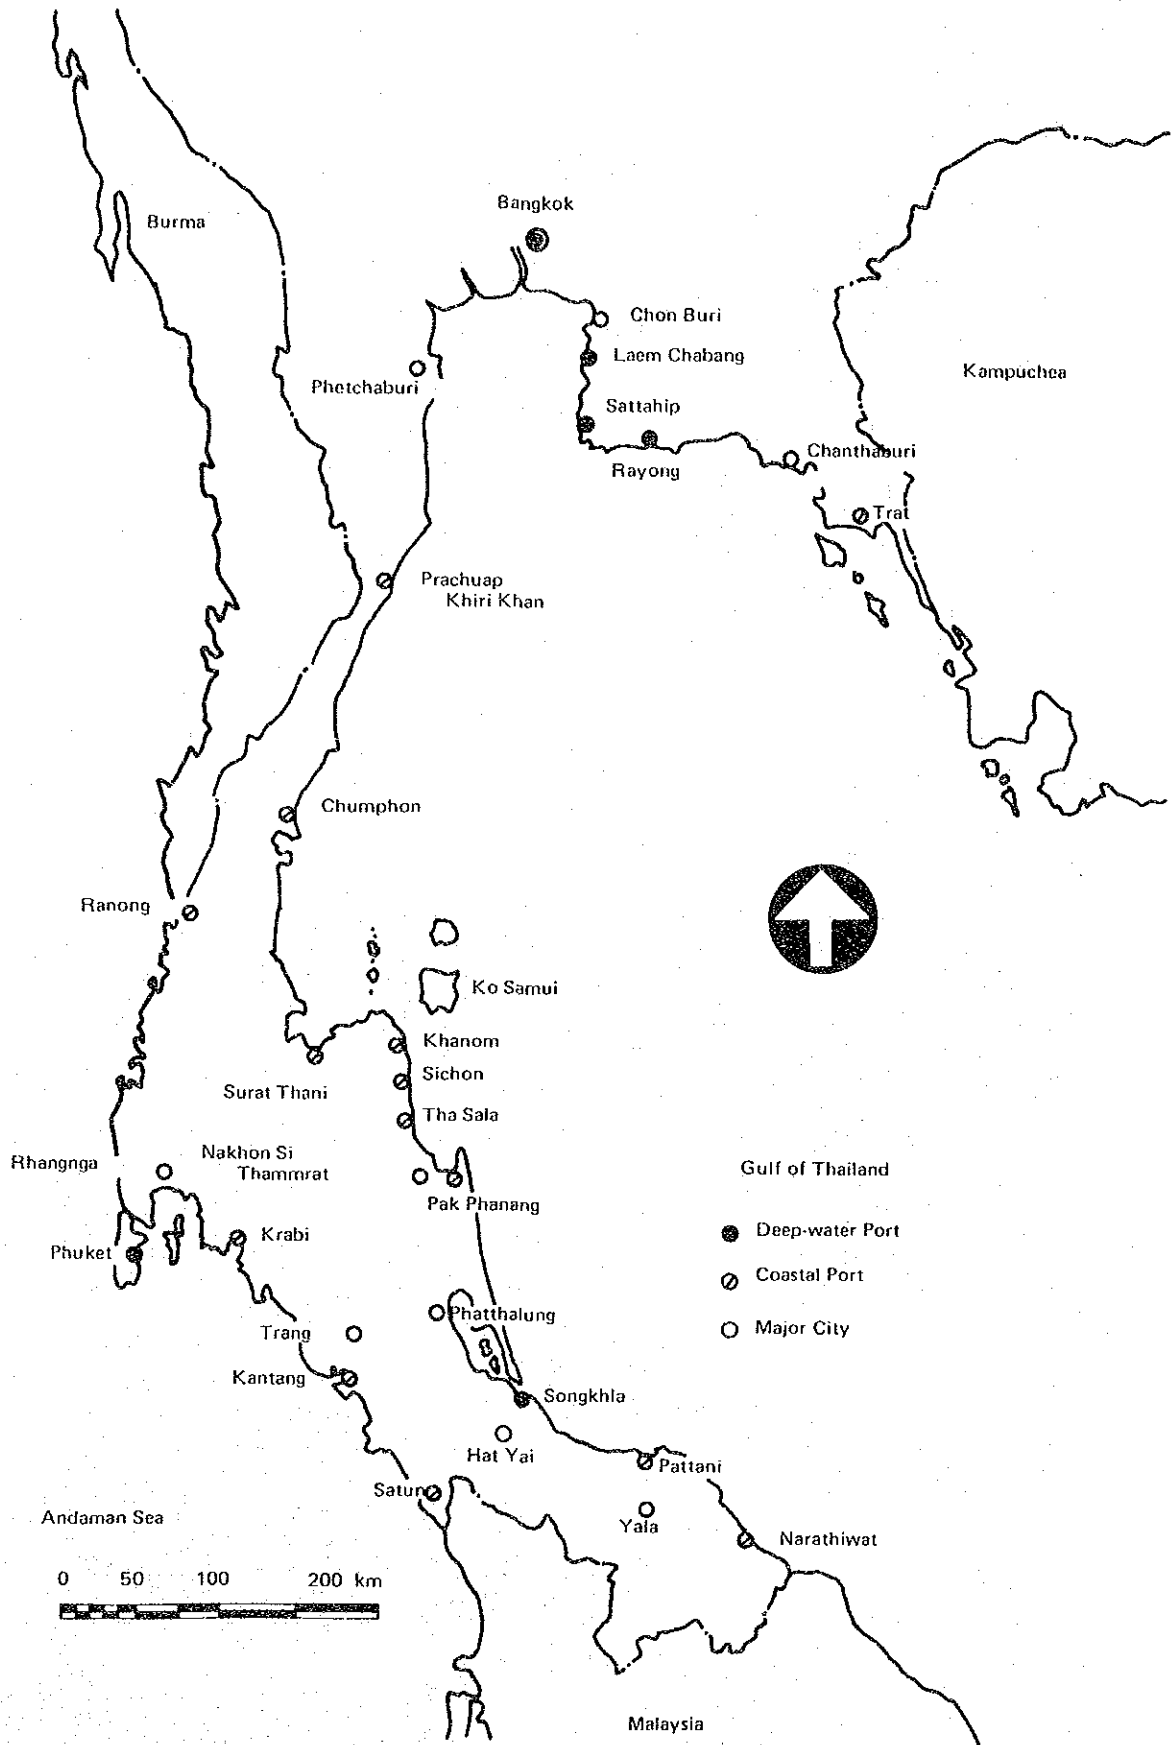 Bangkok
Burma
Chon Buri
Laem Chabang
Kampuchea
Phetchaburi
Sattahip
Chanthaburi
Rayong
Trat
Prachuap
Khiri Khan
Chumphon
Ranong
Ko Samui
Khanom
Sichon
Surat Thani
Tha Sala
Nakhon Si
Thammrat
Rhangnga
Gulf of Thailand
Pak Phanang
Deep-water Port
Krabi
Phuket
Coastal Port
Phatthalung
Major City
Trang
Kantang
Songkhla
Hat Yai
Pattani
Satun
Andaman Sea
Yala
Narathiwat
0 50 100 200 km
Malaysia